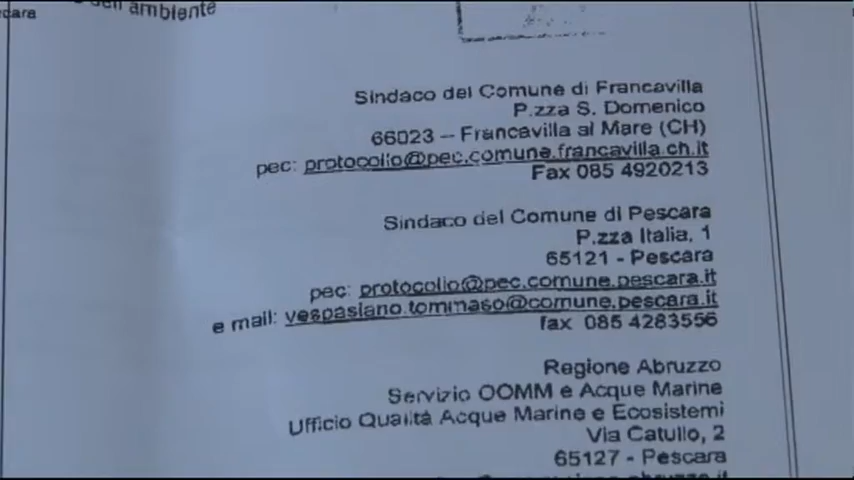 cara
dell'ambiente
Sindaco del Comune di Francavilla
P.zza S. Domenico
66023 – Francavilla al Mare (CH)
pec: protocollo@pec.comune.francavilla.ch.it
Fax 085 4920213
Sindaco del Comune di Pescara
P.zza Italia, 1
65121 - Pescara
pec: protocollo@pec.comune.pescara.it
e mail: vespasiano.tommaso@comune.pescara.it
fax 085 4283556
Regione Abruzzo
Servizio OOMM e Acque Marine
Ufficio Qualità Acque Marine e Ecosistemi
Via Catullo, 2
65127 - Pescara